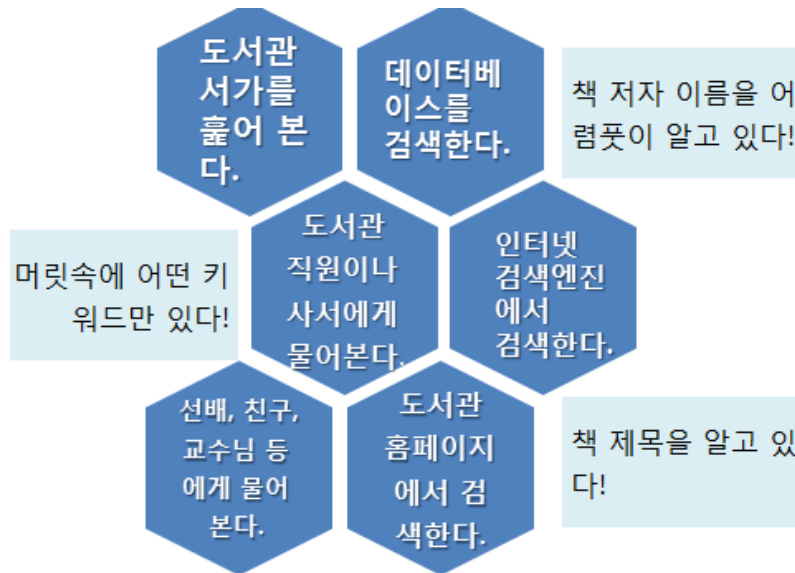 도서관
서가를
훑어 본
다.
데이터베
이스를
검색한다.
책 저자 이름을 어
렴풋이 알고 있다!
머릿속에 어떤 키
워드만 있다!
도서관
직원이나
사서에게
물어본다.
인터넷
검색엔진
에서
검색한다.
선배, 친구,
교수님 등
에게 물어
본다.
도서관
홈페이지
에서 검
색한다.
책 제목을 알고 있
다!